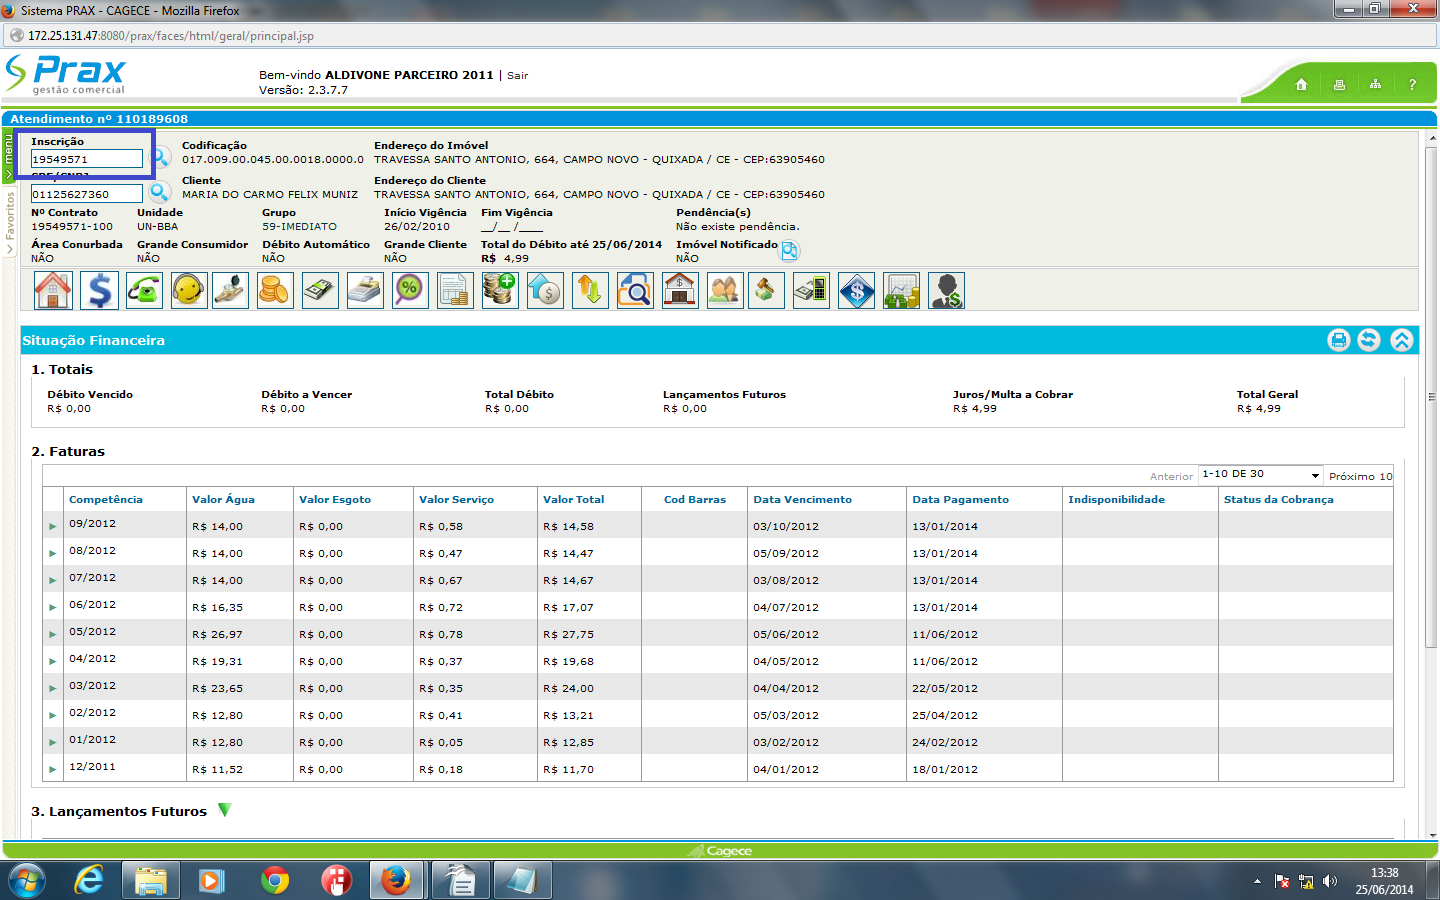 Sistema PRAX - CAGECE - Mozilla Firefox
172.25.131.47:8080/prax/faces/html/geral/principal.jsp
Prax
gestão comercial
Bem-vindo ALDIVONE PARCEIRO 2011 | Sair
Versão: 2.3.7.7
?
Atendimento nº 110189608
menu
Favoritos
Inscrição Codificação Endereço do Imóvel
19549571 017.009.00.045.00.0018.0000.0 TRAVESSA SANTO ANTONIO, 664, CAMPO NOVO - QUIXADA / CE - CEP:63905460
Cliente Endereço do Cliente
01125627360 MARIA DO CARMO FELIX MUNIZ TRAVESSA SANTO ANTONIO, 664, CAMPO NOVO - QUIXADA / CE - CEP:63905460
Nº Contrato Unidade Grupo Início Vigência Fim Vigência Pendência(s)
19549571-100 UN-BBA 59-IMEDIATO 26/02/2010 __/__/____ Não existe pendência.
Área Conurbada Grande Consumidor Débito Automático Grande Cliente Total do Débito até 25/06/2014 Imóvel Notificado
NÃO NÃO NÃO NÃO R$ 4,99 NÃO
Situação Financeira
1. Totais
Débito Vencido Débito a Vencer Total Débito Lançamentos Futuros Juros/Multa a Cobrar Total Geral
R$ 0,00 R$ 0,00 R$ 0,00 R$ 0,00 R$ 4,99 R$ 4,99
2. Faturas
Anterior 1-10 DE 30 Próximo 10
Competência Valor Água Valor Esgoto Valor Serviço Valor Total Cod Barras Data Vencimento Data Pagamento Indisponibilidade Status da Cobrança
09/2012 R$ 14,00 R$ 0,00 R$ 0,58 R$ 14,58 03/10/2012 13/01/2014
08/2012 R$ 14,00 R$ 0,00 R$ 0,47 R$ 14,47 05/09/2012 13/01/2014
07/2012 R$ 14,00 R$ 0,00 R$ 0,67 R$ 14,67 03/08/2012 13/01/2014
06/2012 R$ 16,35 R$ 0,00 R$ 0,72 R$ 17,07 04/07/2012 13/01/2014
05/2012 R$ 26,97 R$ 0,00 R$ 0,78 R$ 27,75 05/06/2012 11/06/2012
04/2012 R$ 19,31 R$ 0,00 R$ 0,37 R$ 19,68 04/05/2012 11/06/2012
03/2012 R$ 23,65 R$ 0,00 R$ 0,35 R$ 24,00 04/04/2012 22/05/2012
02/2012 R$ 12,80 R$ 0,00 R$ 0,41 R$ 13,21 05/03/2012 25/04/2012
01/2012 R$ 12,80 R$ 0,00 R$ 0,05 R$ 12,85 03/02/2012 24/02/2012
12/2011 R$ 11,52 R$ 0,00 R$ 0,18 R$ 11,70 04/01/2012 18/01/2012
3. Lançamentos Futuros
Cagece
13:38
25/06/2014